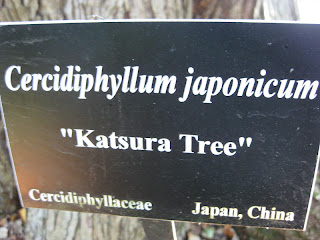 Cercidiphyllum japonicum
"Katsura Tree"
Cercidiphyllaceae Japan, China